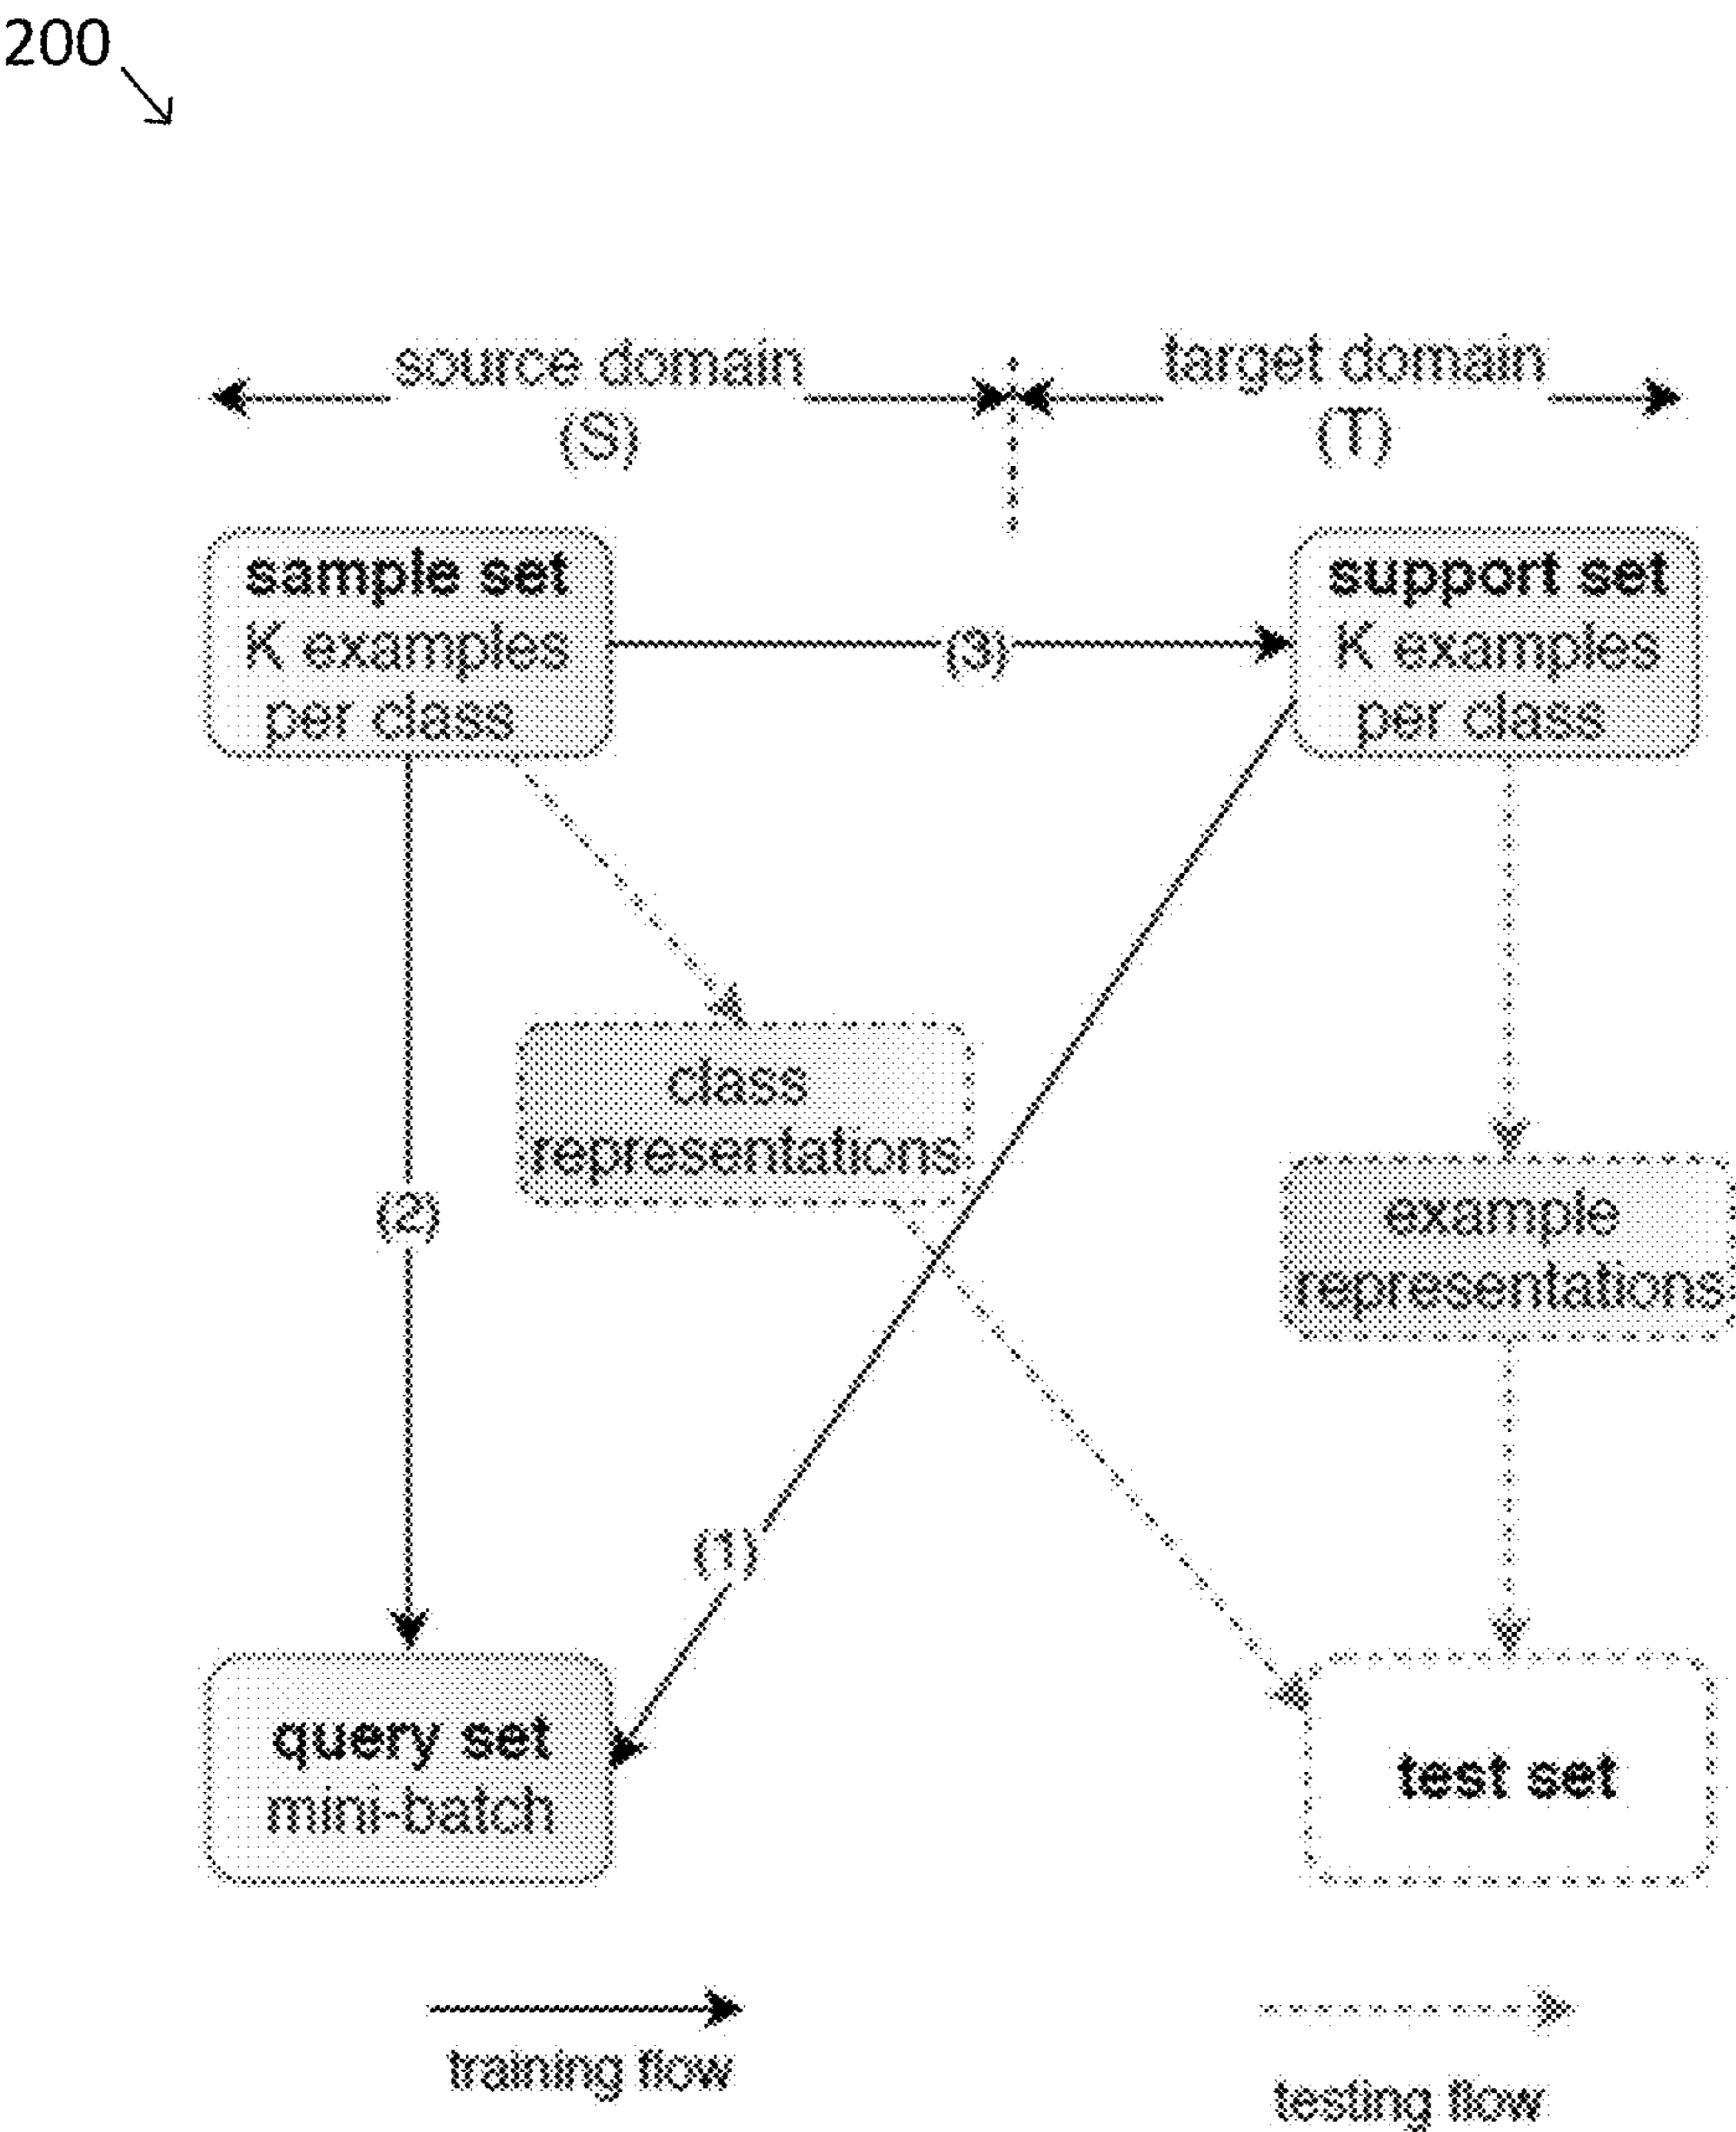 200
source domain
(S)
target domain
(T)
sample set
K examples
per class
(3)
support set
K examples
per class
class
representations
(2)
example
representations
(1)
query set
mini-batch
test set
training flow
testing flow